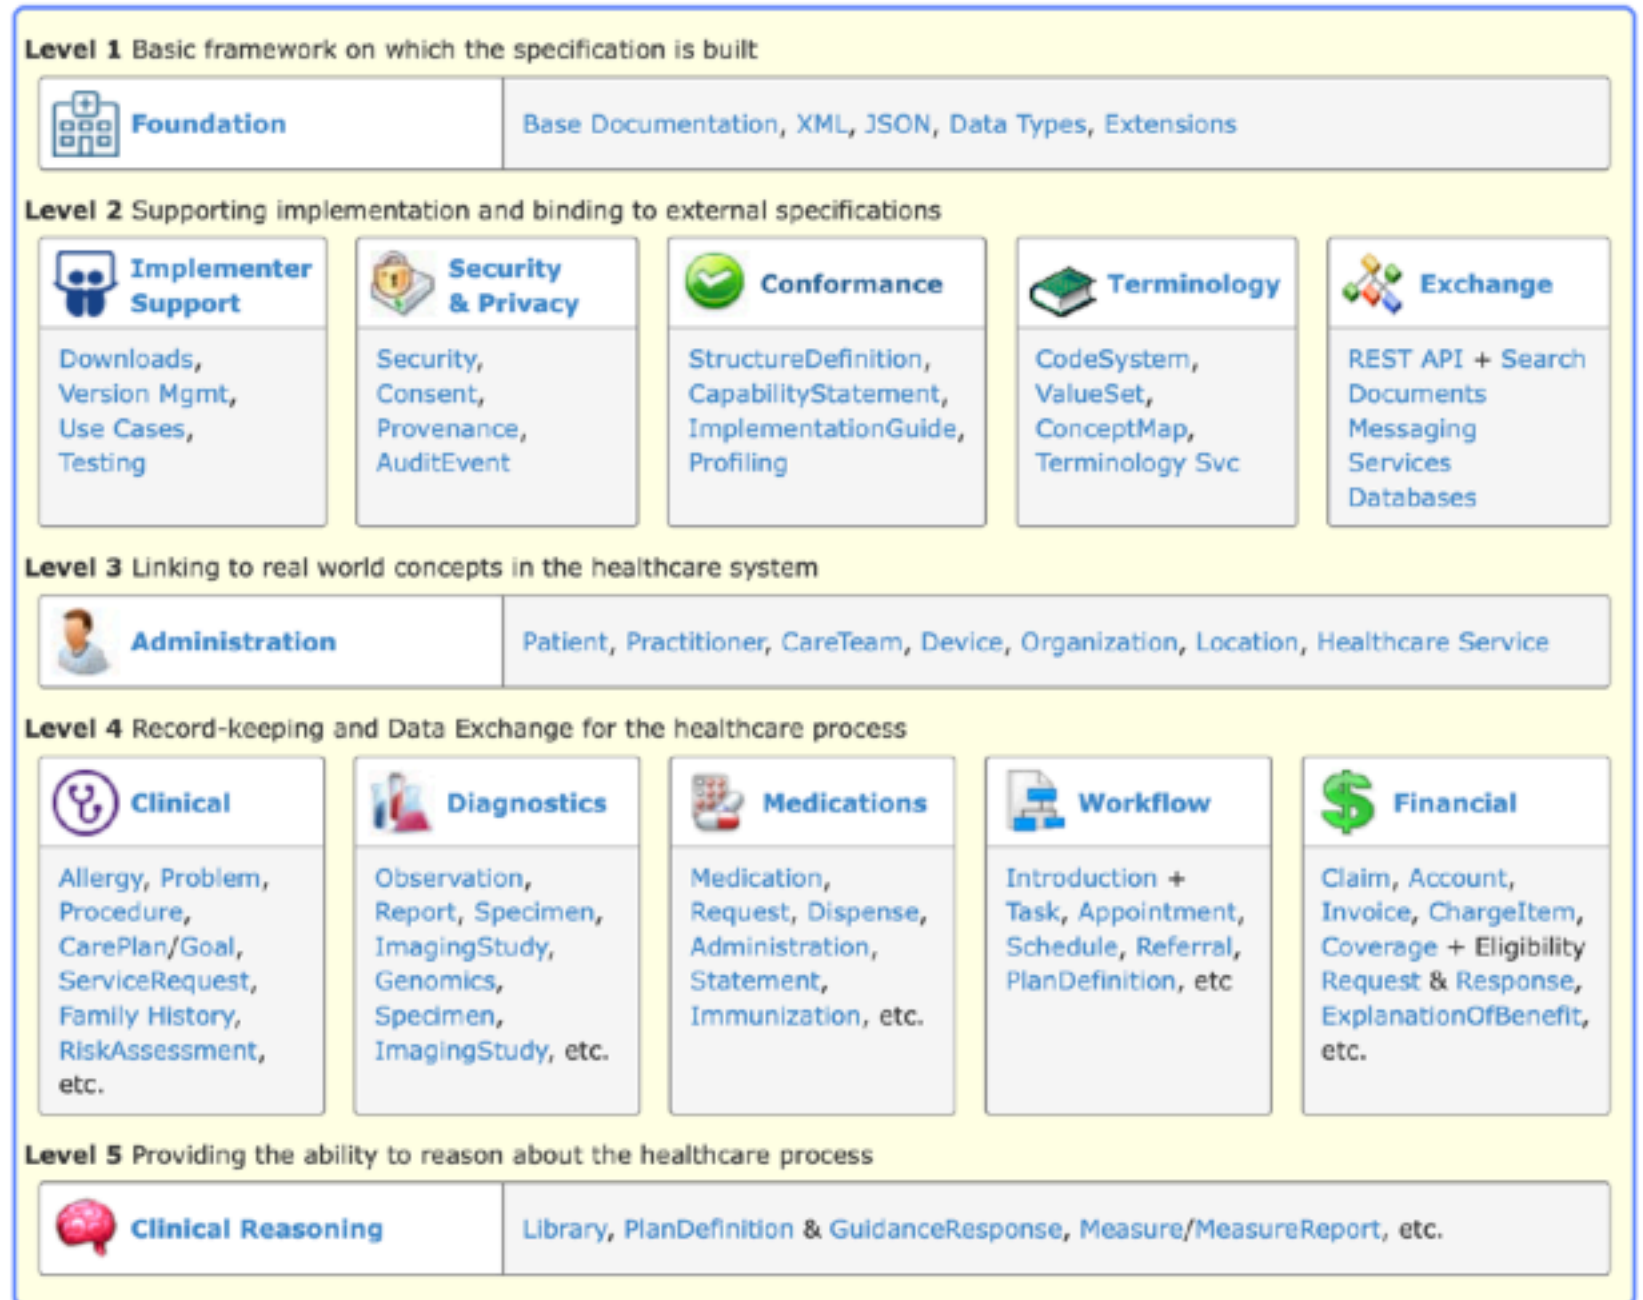 Level 1 Basic framework on which the specification is built
Foundation
Base Documentation, XML, JSON, Data Types, Extensions
Level 2 Supporting implementation and binding to external specifications
Implementer
Support
Downloads,
Version Mgmt,
Use Cases,
Testing
Security
& Privacy
Security,
Consent,
Provenance,
AuditEvent
Conformance
StructureDefinition,
CapabilityStatement,
ImplementationGuide,
Profiling
Terminology
CodeSystem,
ValueSet,
ConceptMap,
Terminology Svc
Exchange
REST API + Search
Documents
Messaging
Services
Databases
Level 3 Linking to real world concepts in the healthcare system
Administration
Patient, Practitioner, CareTeam, Device, Organization, Location, Healthcare Service
Level 4 Record-keeping and Data Exchange for the healthcare process
Clinical
Allergy, Problem,
Procedure,
CarePlan/Goal,
ServiceRequest,
Family History,
RiskAssessment,
etc.
Diagnostics
Observation,
Report, Specimen,
ImagingStudy,
Genomics,
Specimen,
ImagingStudy, etc.
Medications
Medication,
Request, Dispense,
Administration,
Statement,
Immunization, etc.
Workflow
Introduction +
Task, Appointment,
Schedule, Referral,
PlanDefinition, etc
Financial
Claim, Account,
Invoice, ChargeItem,
Coverage + Eligibility
Request & Response,
ExplanationOfBenefit,
etc.
Level 5 Providing the ability to reason about the healthcare process
Clinical Reasoning
Library, PlanDefinition & GuidanceResponse, Measure/MeasureReport, etc.